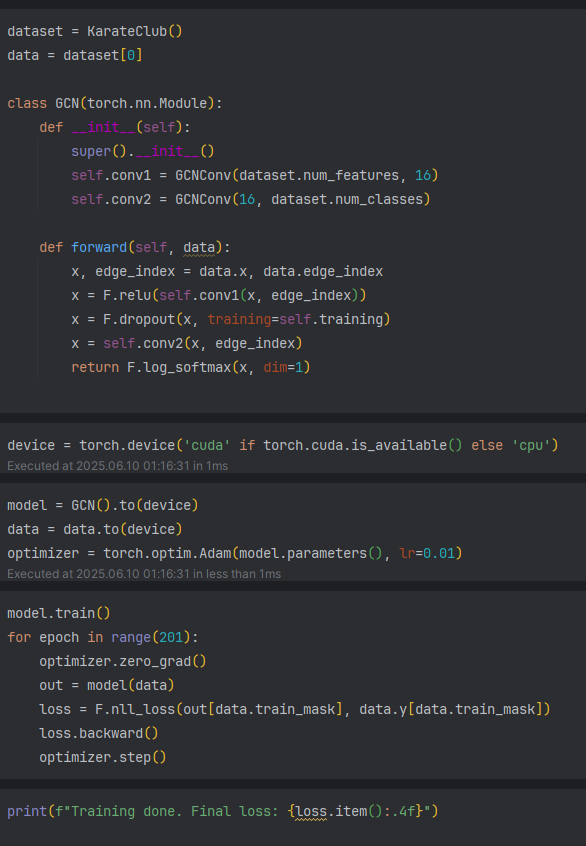 dataset = KarateClub()
data = dataset[0]
class GCN(torch.nn.Module):
    def __init__(self):
        super().__init__()
        self.conv1 = GCNConv(dataset.num_features, 16)
        self.conv2 = GCNConv(16, dataset.num_classes)
    def forward(self, data):
        x, edge_index = data.x, data.edge_index
        x = F.relu(self.conv1(x, edge_index))
        x = F.dropout(x, training=self.training)
        x = self.conv2(x, edge_index)
        return F.log_softmax(x, dim=1)
device = torch.device('cuda' if torch.cuda.is_available() else 'cpu')
Executed at 2025.06.10 01:16:31 in 1ms
model = GCN().to(device)
data = data.to(device)
optimizer = torch.optim.Adam(model.parameters(), lr=0.01)
Executed at 2025.06.10 01:16:31 in less than 1ms
model.train()
for epoch in range(201):
    optimizer.zero_grad()
    out = model(data)
    loss = F.nll_loss(out[data.train_mask], data.y[data.train_mask])
    loss.backward()
    optimizer.step()
print(f"Training done. Final loss: {loss.item():.4f}")